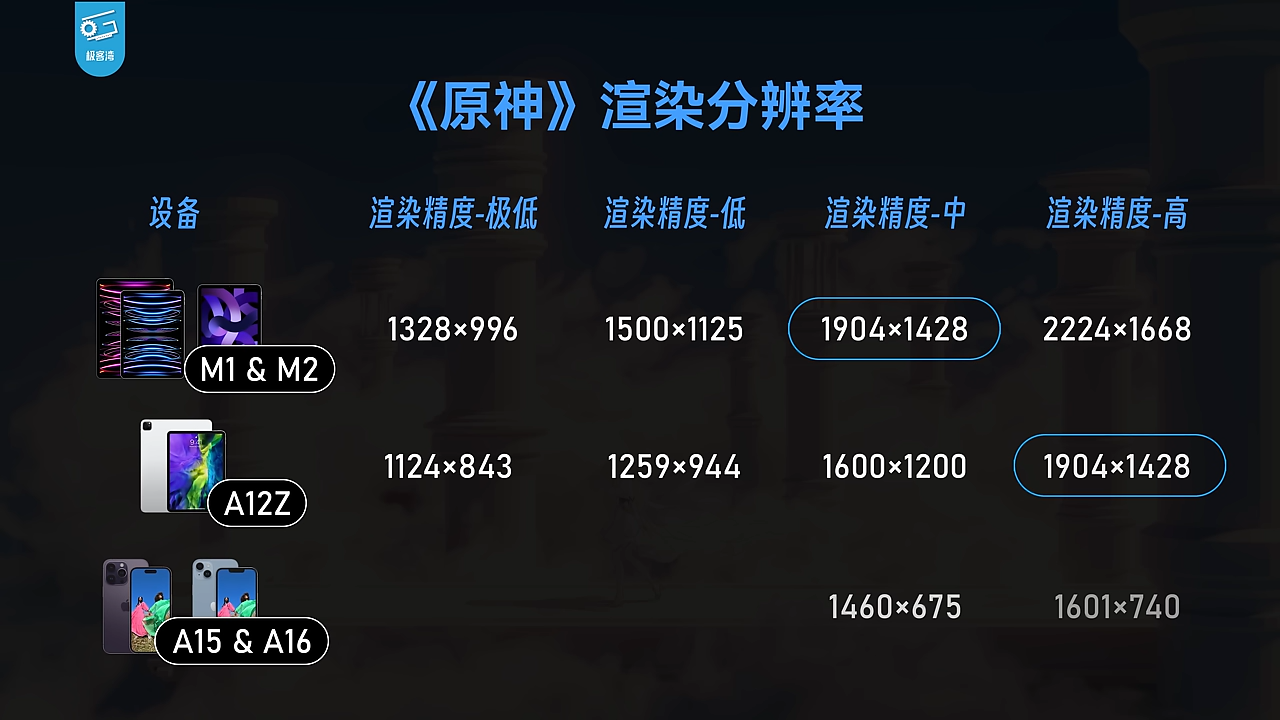 极客湾
《原神》渲染分辨率
设备 渲染精度-极低 渲染精度-低 渲染精度-中 渲染精度-高
M1 & M2 1328×996 1500×1125 1904×1428 2224×1668
A12Z 1124×843 1259×944 1600×1200 1904×1428
A15 & A16 1460×675 1601×740